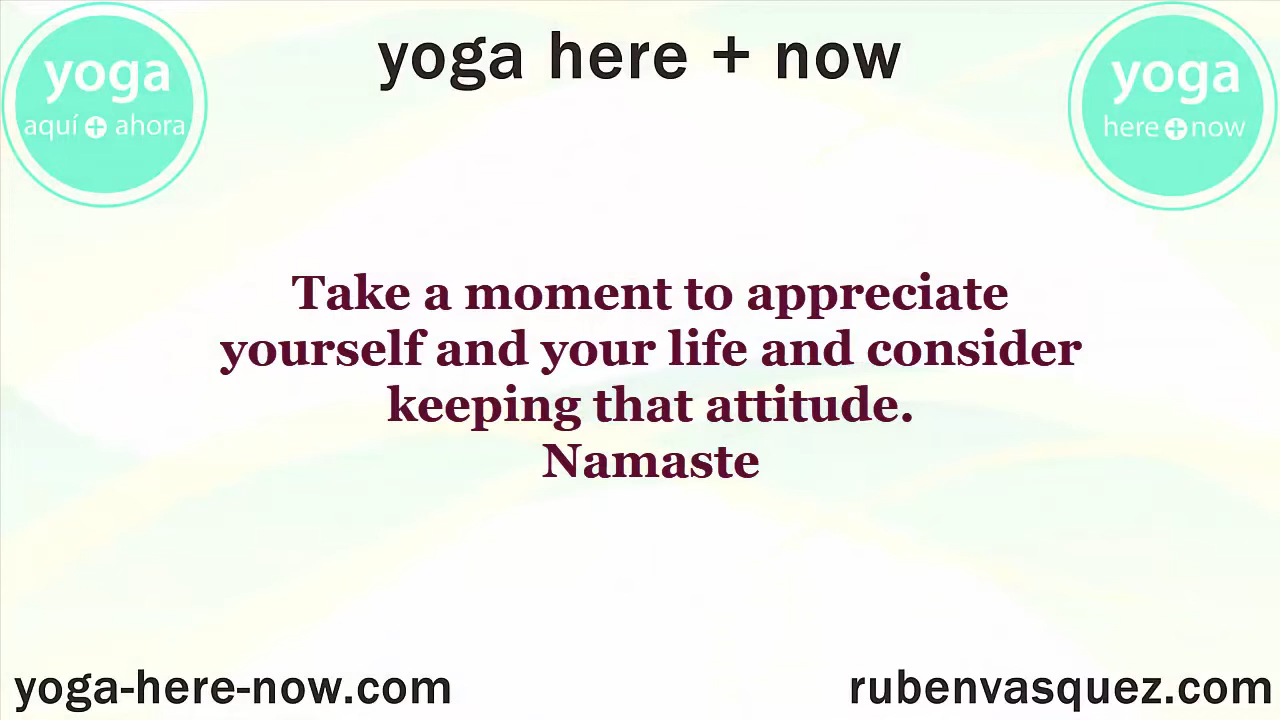 yoga
aquí + ahora
yoga here + now
yoga
here + now
Take a moment to appreciate
yourself and your life and consider
keeping that attitude.
Namaste
yoga-here-now.com
rubenvasquez.com